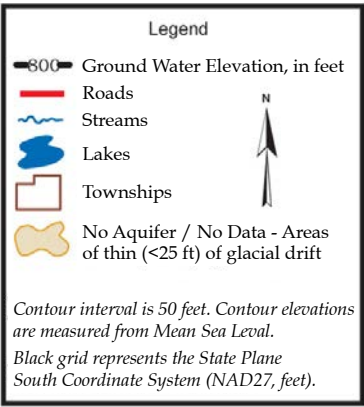 Legend
800 Ground Water Elevation, in feet
Roads
N
Streams
Lakes
Townships
No Aquifer / No Data - Areas
of thin (<25 ft) of glacial drift
Contour interval is 50 feet. Contour elevations
are measured from Mean Sea Leval.
Black grid represents the State Plane
South Coordinate System (NAD27, feet).